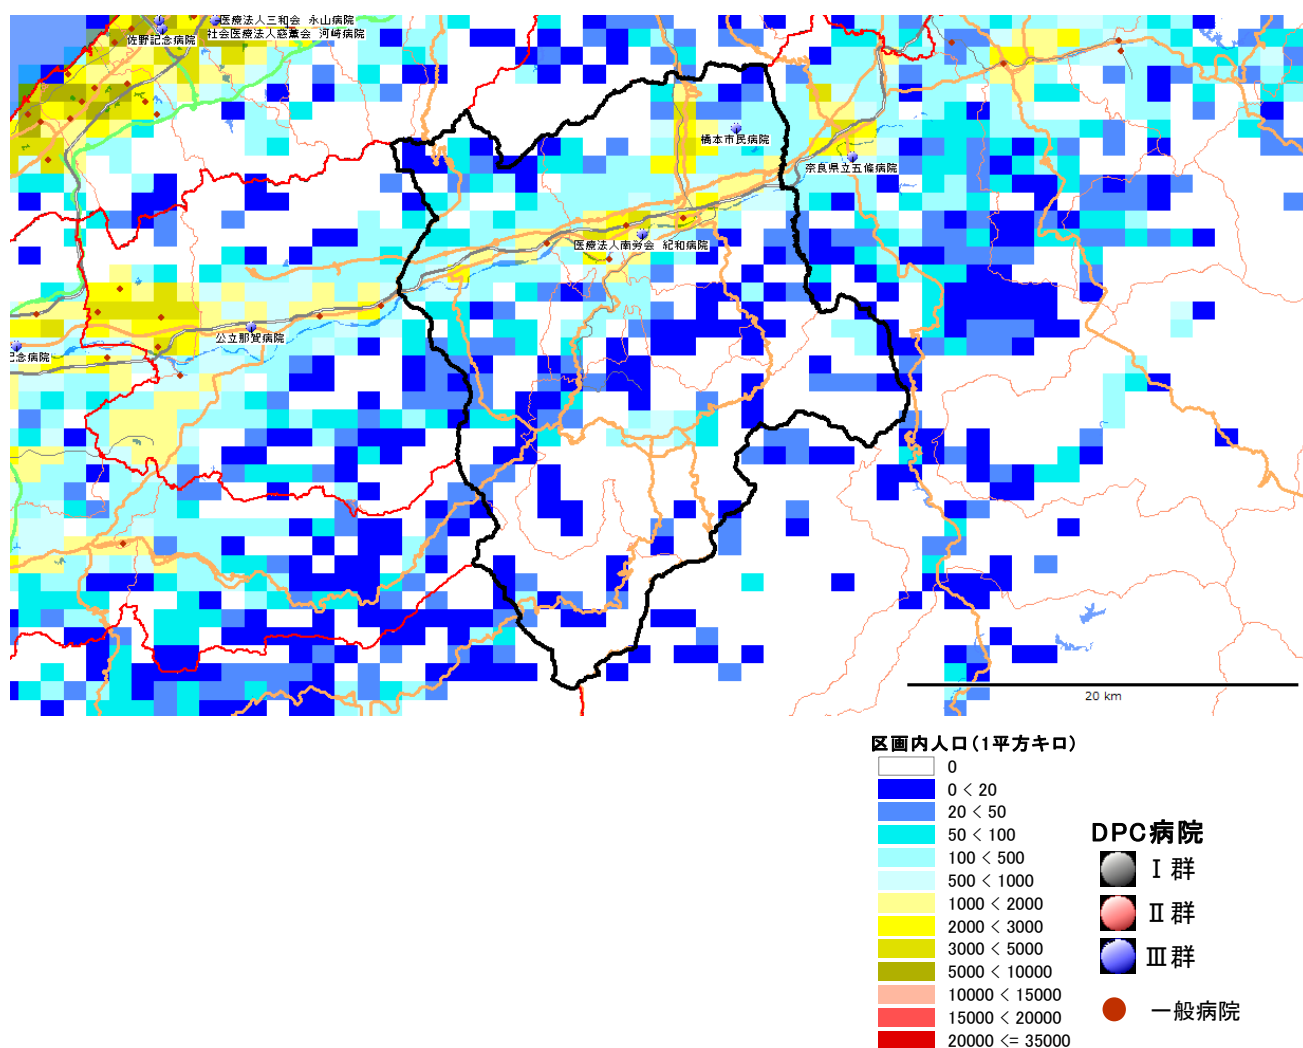 医療法人三和会 永山病院
社会医療法人慈薫会 河崎病院
佐野記念病院
橋本市民病院
奈良県立五條病院
医療法人南労会 紀和病院
公立那賀病院
記念病院
20 km
区画内人口(1平方キロ)
0
0 < 20
20 < 50
50 < 100
100 < 500
500 < 1000
1000 < 2000
2000 < 3000
3000 < 5000
5000 < 10000
10000 < 15000
15000 < 20000
20000 <= 35000
DPC病院
Ⅰ群
Ⅱ群
Ⅲ群
一般病院